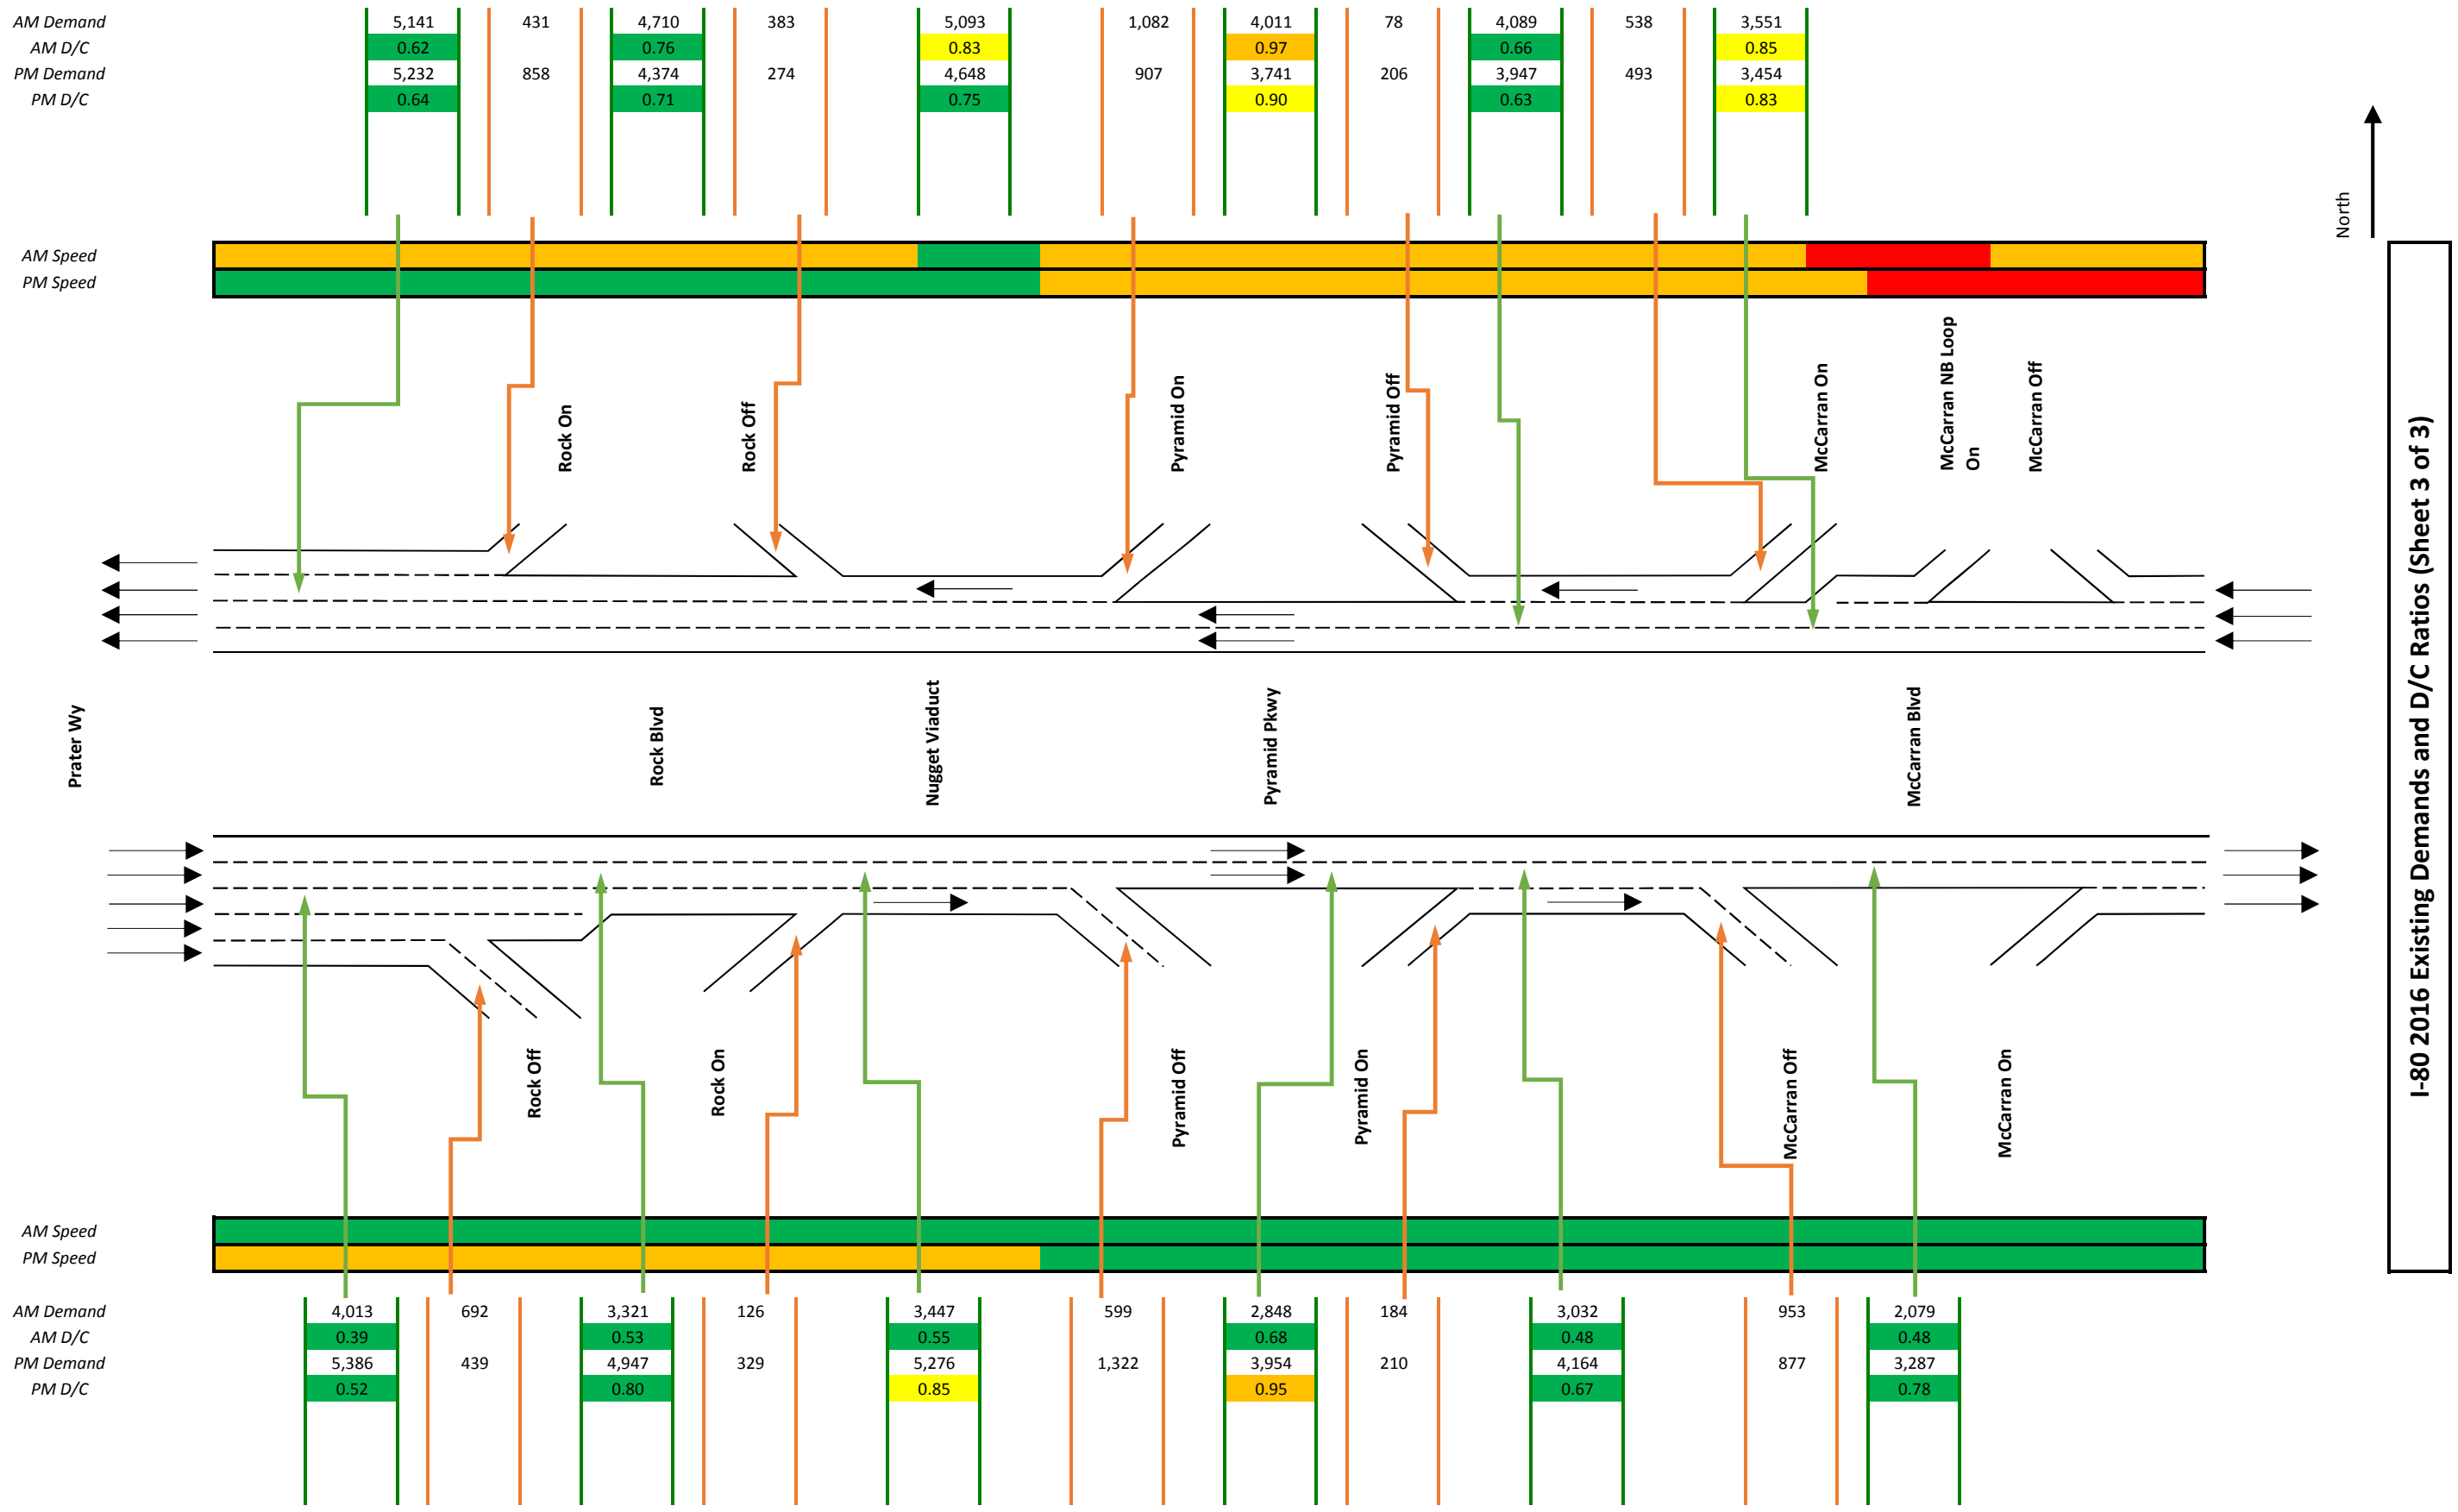 AM Demand 5,141 431 4,710 383 5,093 1,082 4,011 78 4,089 538 3,551
AM D/C 0.62 0.76 0.83 0.97 0.66 0.85
PM Demand 5,232 858 4,374 274 4,648 907 3,741 206 3,947 493 3,454
PM D/C 0.64 0.71 0.75 0.90 0.63 0.83
North
AM Speed
PM Speed
Rock On
Rock Off
Pyramid On
Pyramid Off
McCarran On
McCarran NB Loop
On
McCarran Off
Prater Wy
Rock Blvd
Nugget Viaduct
Pyramid Pkwy
McCarran Blvd
Rock Off
Rock On
Pyramid Off
Pyramid On
McCarran Off
McCarran On
AM Speed
PM Speed
AM Demand 4,013 692 3,321 126 3,447 599 2,848 184 3,032 953 2,079
AM D/C 0.39 0.53 0.55 0.68 0.48 0.48
PM Demand 5,386 439 4,947 329 5,276 1,322 3,954 210 4,164 877 3,287
PM D/C 0.52 0.80 0.85 0.95 0.67 0.78
I-80 2016 Existing Demands and D/C Ratios (Sheet 3 of 3)